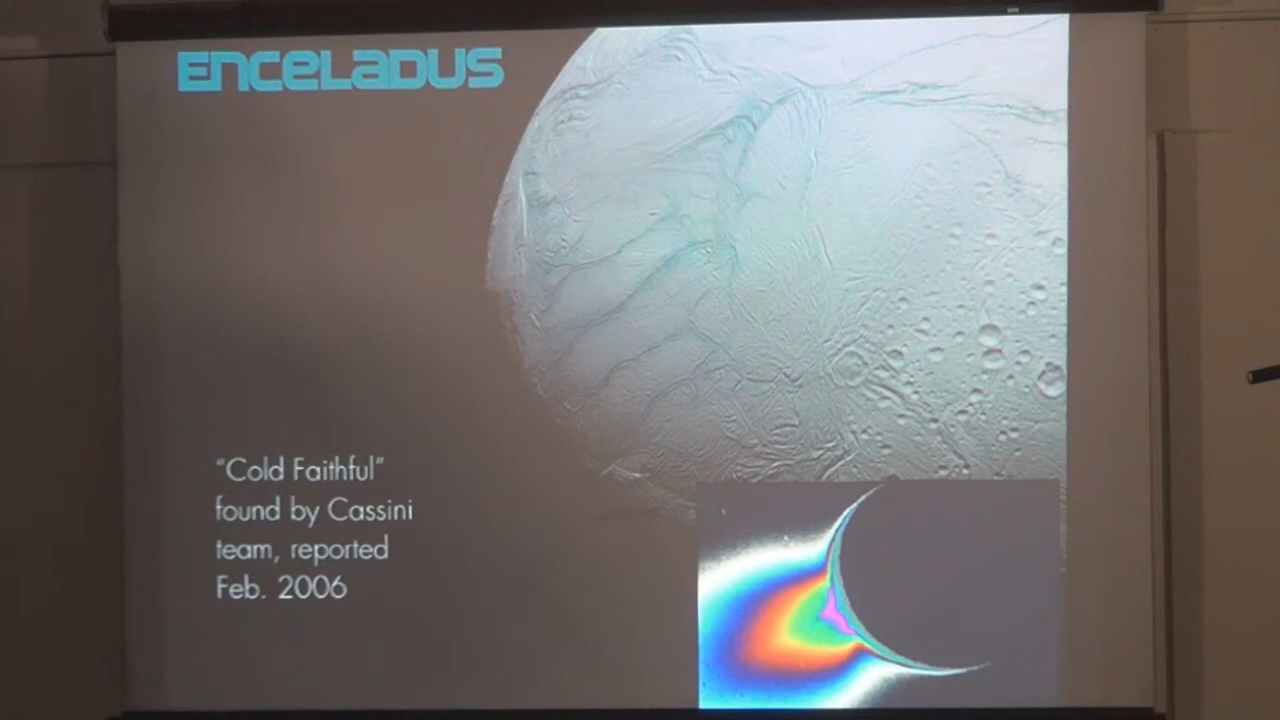 ENCELADUS
“Cold Faithful”
found by Cassini
team, reported
Feb. 2006